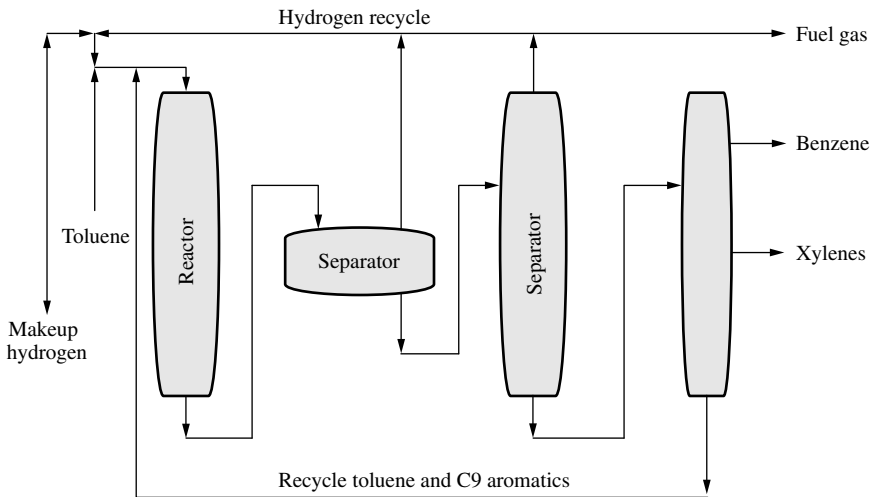 Hydrogen recycle
Fuel gas
Benzene
Toluene
Reactor
Separator
Separator
Xylenes
Makeup
hydrogen
Recycle toluene and C9 aromatics